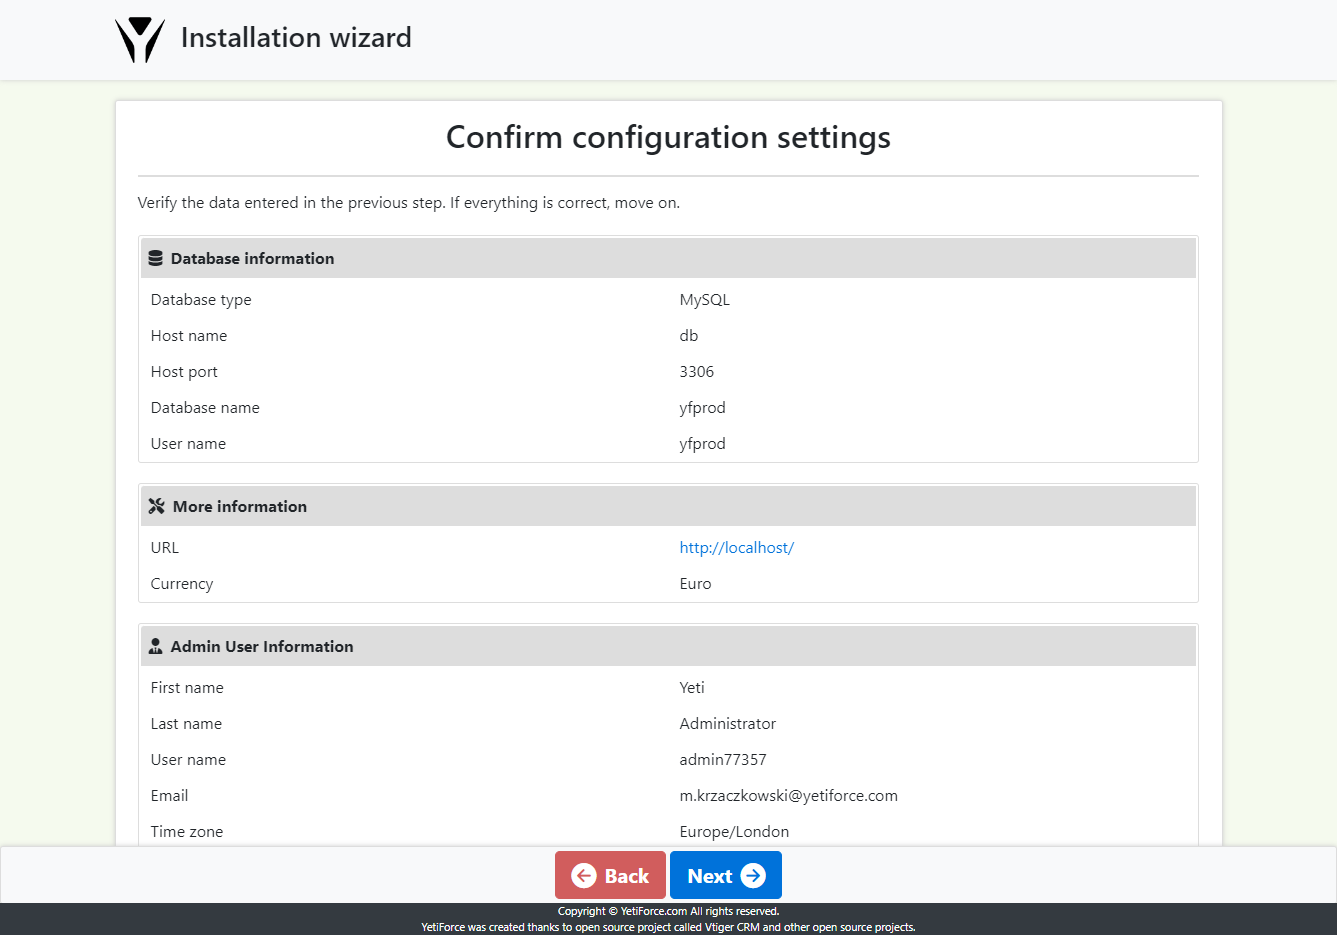 Installation wizard
Confirm configuration settings
Verify the data entered in the previous step. If everything is correct, move on.
Database information
Database type MySQL
Host name db
Host port 3306
Database name yfprod
User name yfprod
More information
URL http://localhost/
Currency Euro
Admin User Information
First name Yeti
Last name Administrator
User name admin77357
Email m.krzaczkowski@yetiforce.com
Time zone Europe/London
Back Next
Copyright © YetiForce.com All rights reserved.
YetiForce was created thanks to open source project called Vtiger CRM and other open source projects.